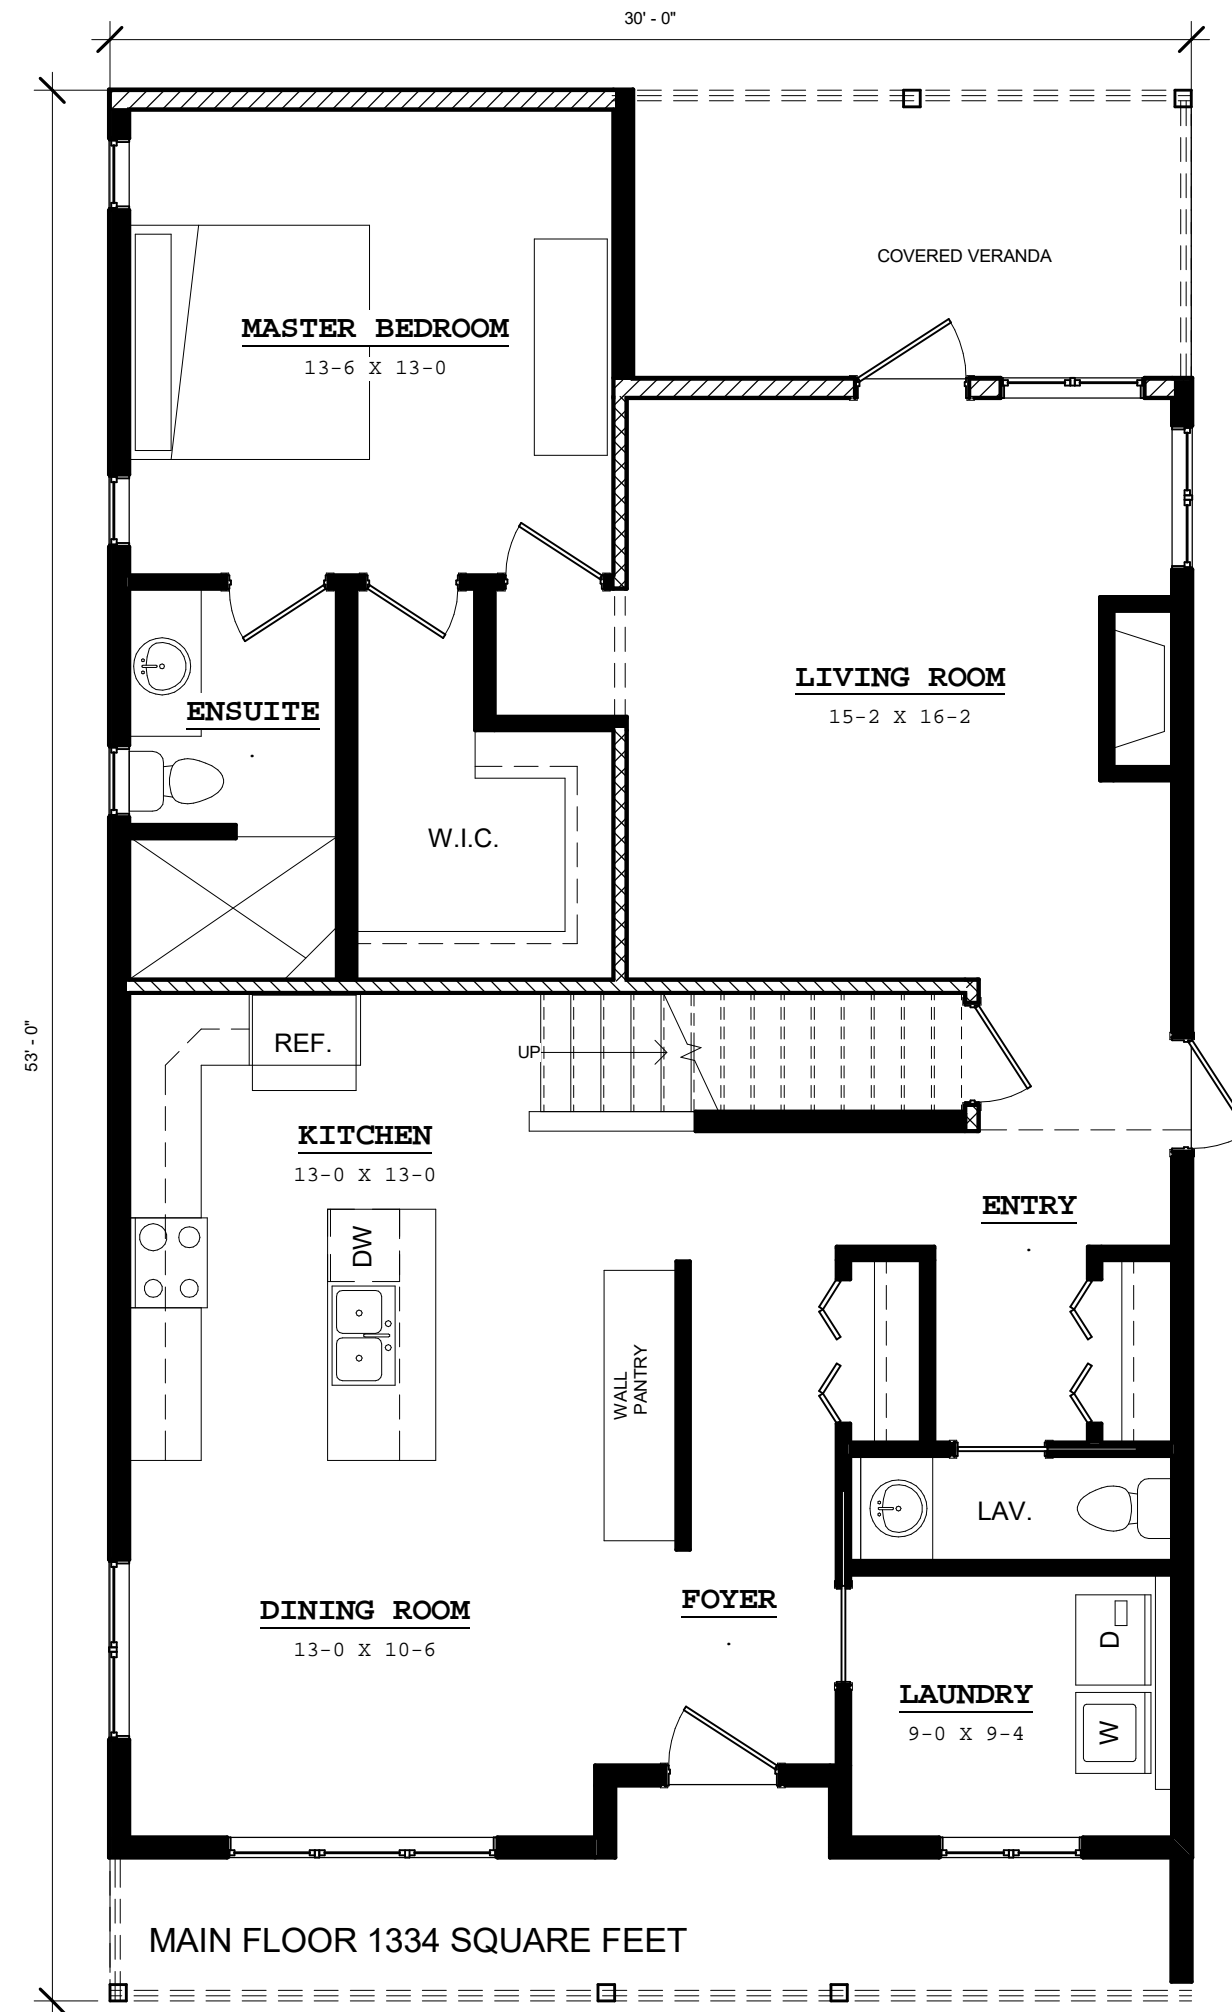 30' - 0"
COVERED VERANDA
MASTER BEDROOM
13-6 X 13-0
LIVING ROOM
15-2 X 16-2
ENSUITE
W.I.C.
53' - 0"
REF.
UP
KITCHEN
13-0 X 13-0
ENTRY
DW
WALL
PANTRY
LAV.
DINING ROOM
13-0 X 10-6
FOYER
D
LAUNDRY
9-0 X 9-4
W
MAIN FLOOR 1334 SQUARE FEET